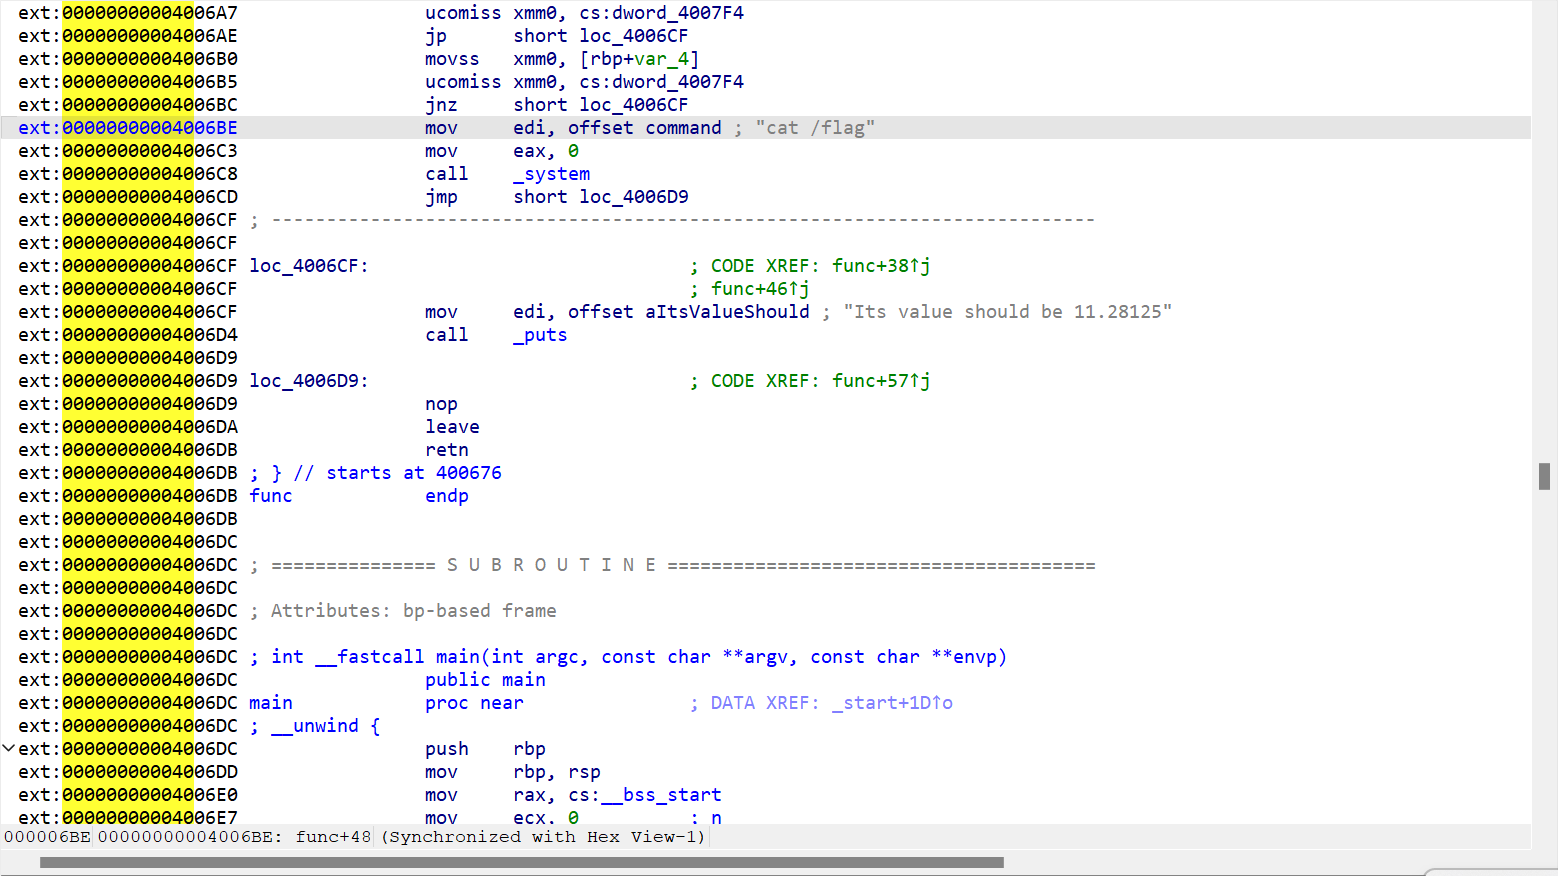 ext:00000000004006A7 ucomiss xmm0, cs:dword_4007F4
ext:00000000004006AE jp short loc_4006CF
ext:00000000004006B0 movss xmm0, [rbp+var_4]
ext:00000000004006B5 ucomiss xmm0, cs:dword_4007F4
ext:00000000004006BC jnz short loc_4006CF
ext:00000000004006BE mov edi, offset command ; "cat /flag"
ext:00000000004006C3 mov eax, 0
ext:00000000004006C8 call _system
ext:00000000004006CD jmp short loc_4006D9
ext:00000000004006CF ; ---------------------------------------------------------------------------
ext:00000000004006CF
ext:00000000004006CF loc_4006CF: ; CODE XREF: func+38↑j
ext:00000000004006CF ; func+46↑j
ext:00000000004006CF mov edi, offset aItsValueShould ; "Its value should be 11.28125"
ext:00000000004006D4 call _puts
ext:00000000004006D9
ext:00000000004006D9 loc_4006D9: ; CODE XREF: func+57↑j
ext:00000000004006D9 nop
ext:00000000004006DA leave
ext:00000000004006DB retn
ext:00000000004006DB ; } // starts at 400676
ext:00000000004006DB func endp
ext:00000000004006DB
ext:00000000004006DC
ext:00000000004006DC ; =============== S U B R O U T I N E =======================================
ext:00000000004006DC
ext:00000000004006DC ; Attributes: bp-based frame
ext:00000000004006DC
ext:00000000004006DC ; int __fastcall main(int argc, const char **argv, const char **envp)
ext:00000000004006DC public main
ext:00000000004006DC main proc near ; DATA XREF: _start+1D↑o
ext:00000000004006DC ; __unwind {
ext:00000000004006DC push rbp
ext:00000000004006DD mov rbp, rsp
ext:00000000004006E0 mov rax, cs:__bss_start
ext:00000000004006E7 mov ecx, 0 ; n
000006BE 00000000004006BE: func+48 (Synchronized with Hex View-1)